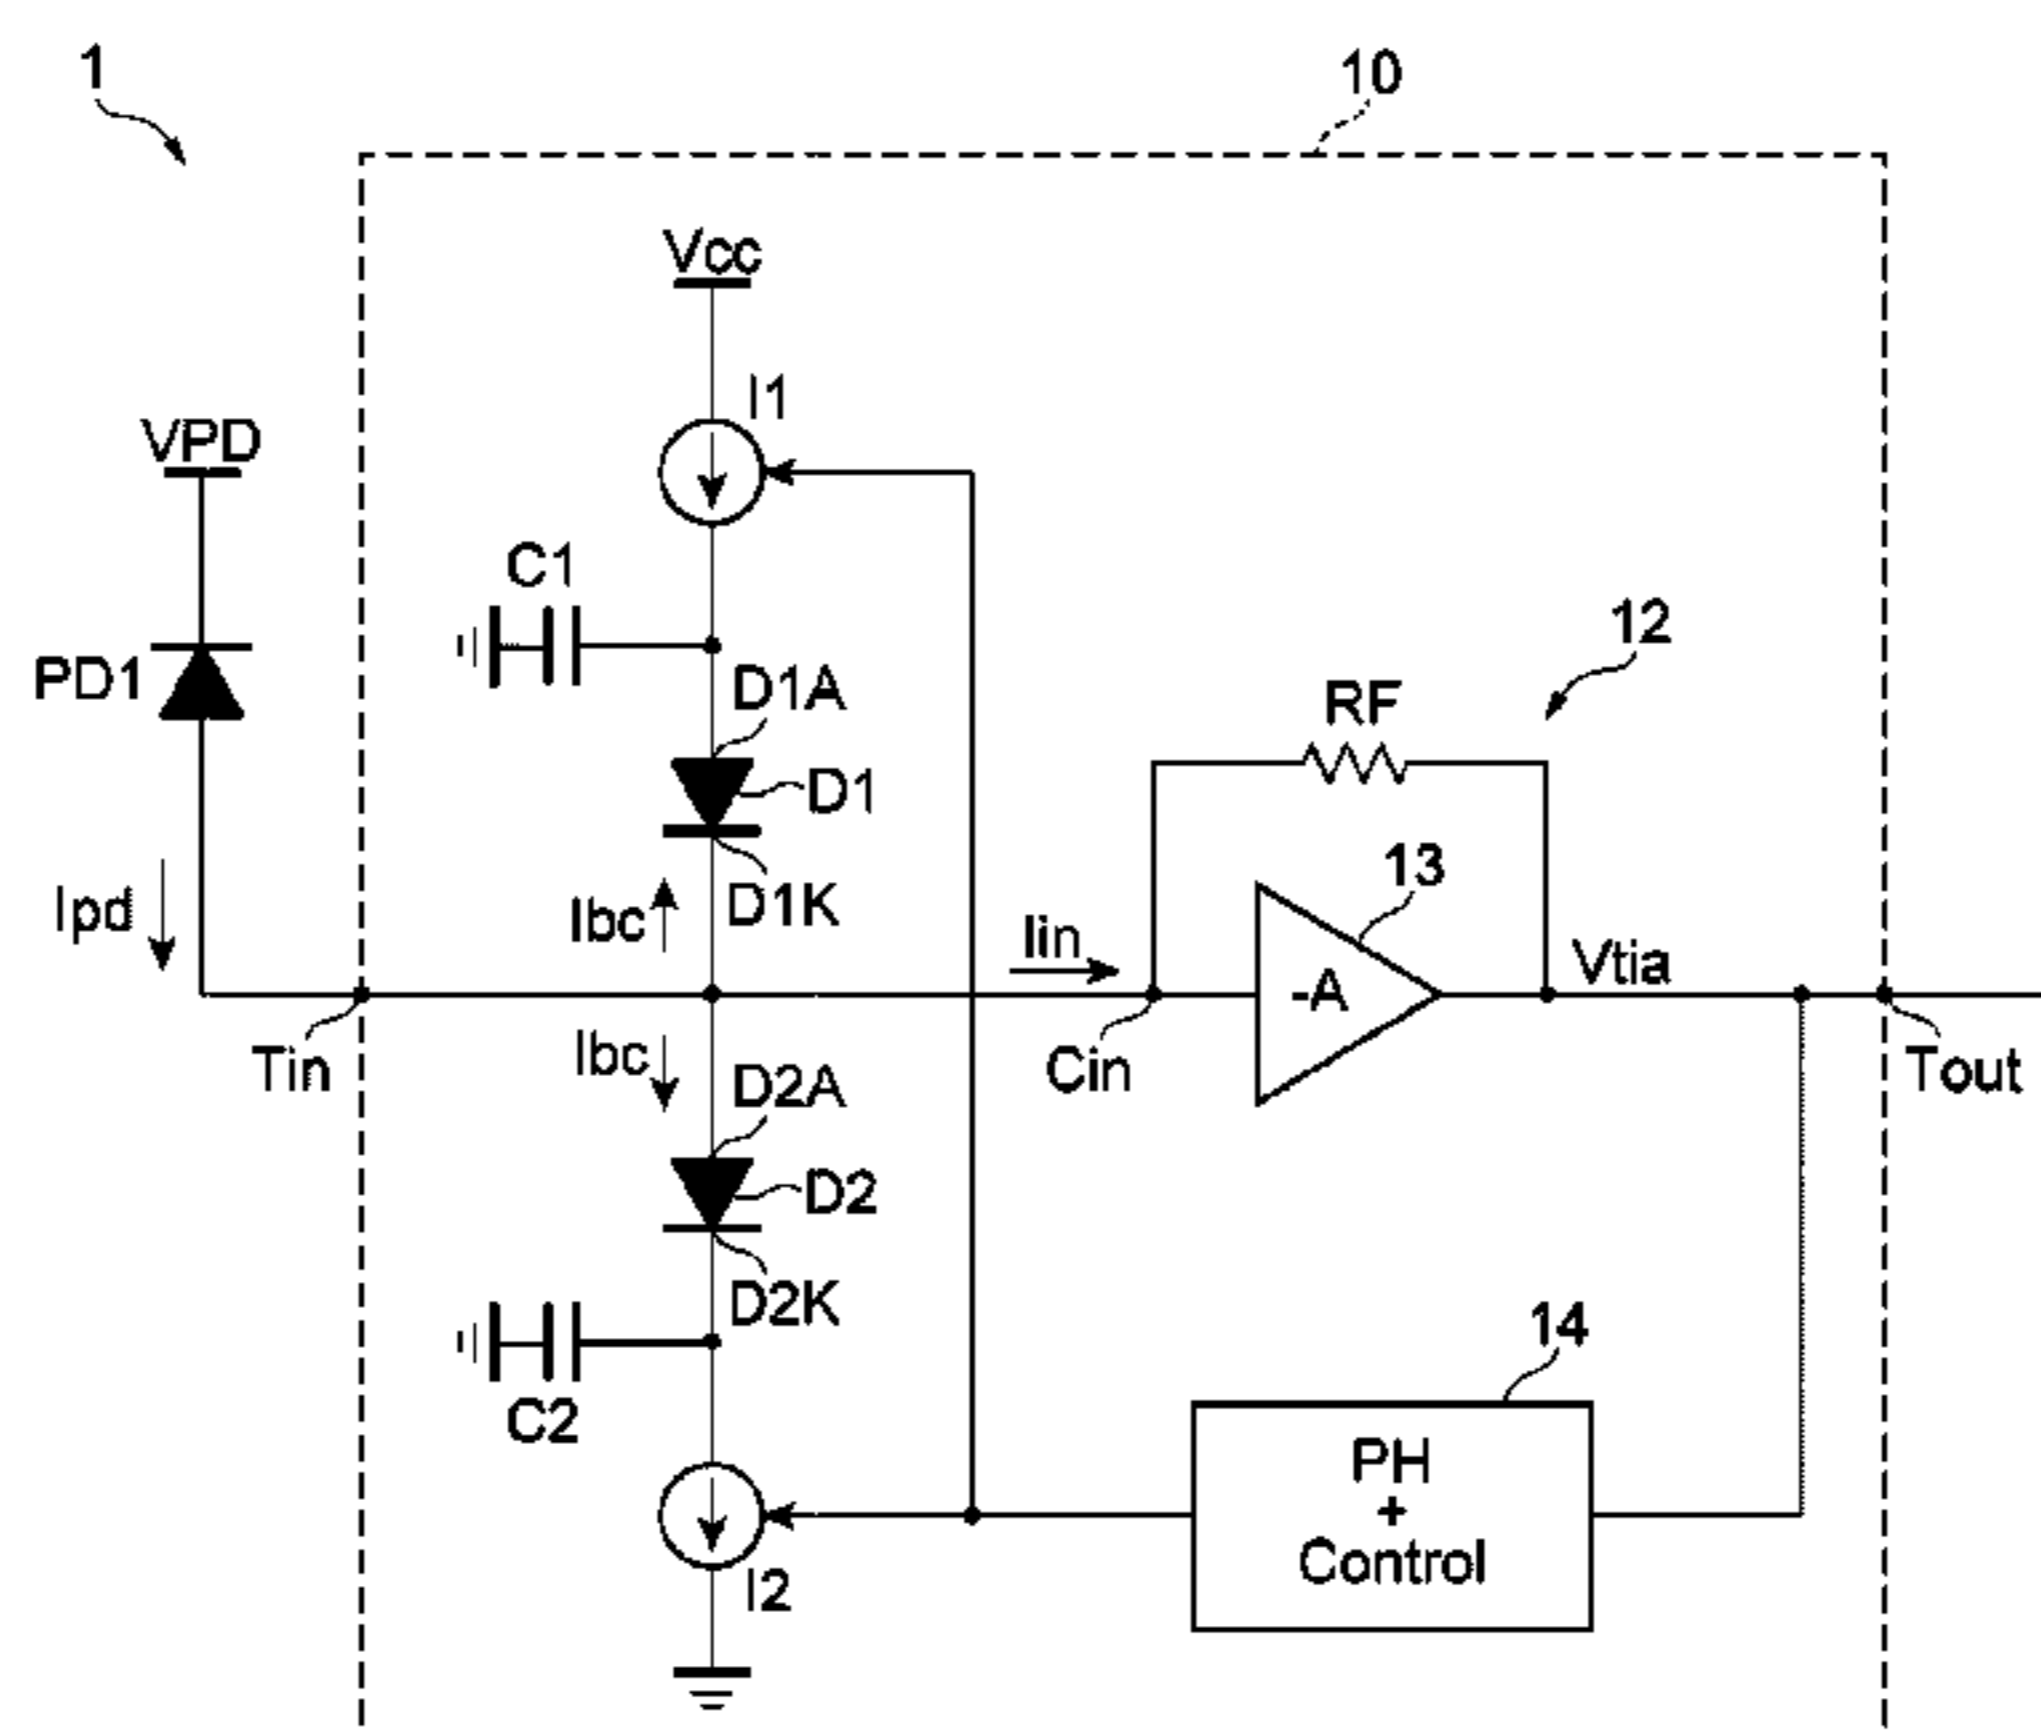 1
10
Vcc
I1
VPD
C1
12
PD1
D1A
RF
D1
13
Ipd
Ibc
D1K
Iin
-A
Vtia
Tin
Ibc
D2A
Cin
Tout
D2
D2K
14
C2
PH
+
Control
I2